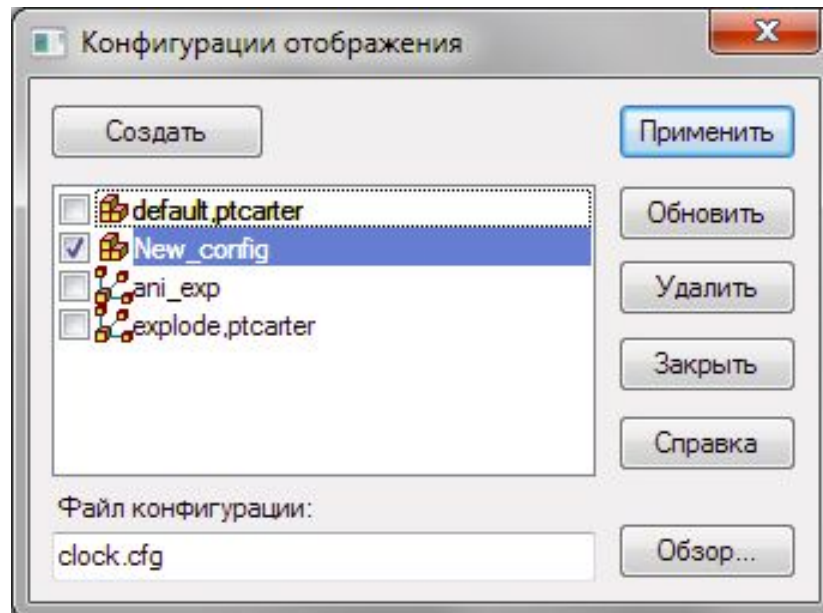 Конфигурации отображения
Создать
Применить
default,ptcarter
Обновить
New_config
ani_exp
Удалить
explode,ptcarter
Закрыть
Справка
Файл конфигурации:
clock.cfg
Обзор...